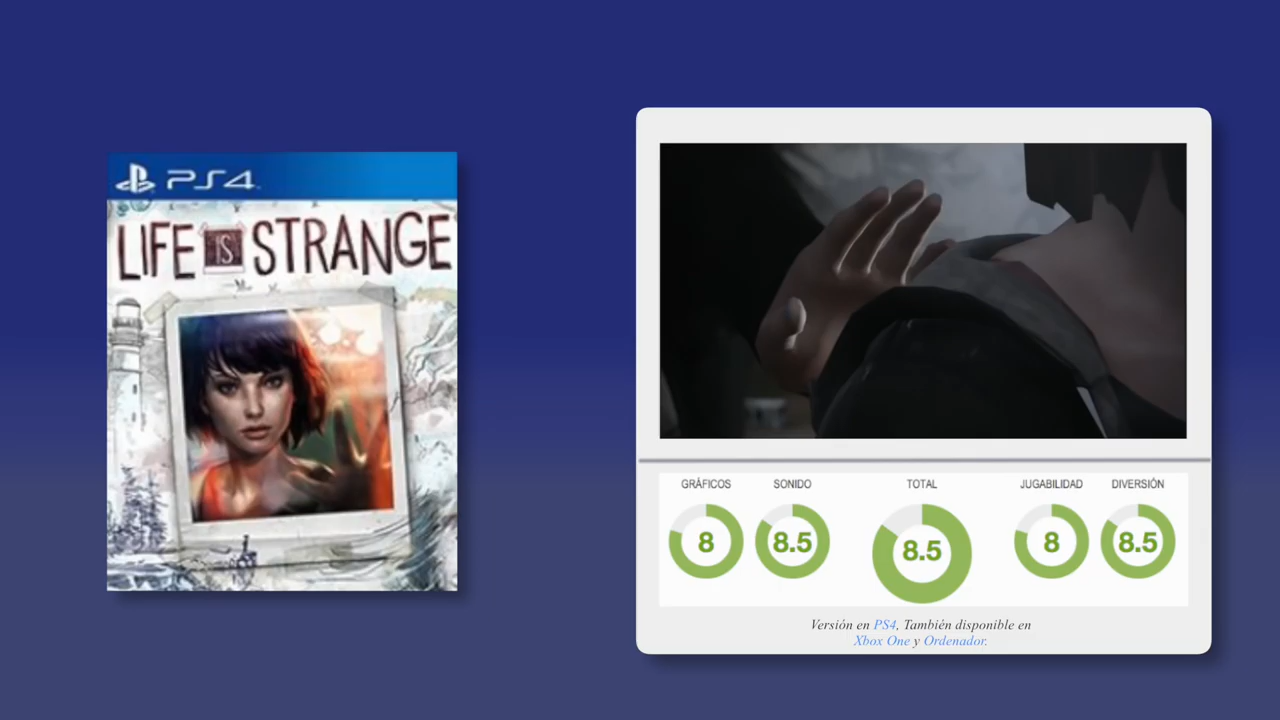 PS4
LIFE IS STRANGE
GRÁFICOS SONIDO TOTAL JUGABILIDAD DIVERSIÓN
8 8.5 8.5 8 8.5
Versión en PS4, También disponible en
Xbox One y Ordenador.